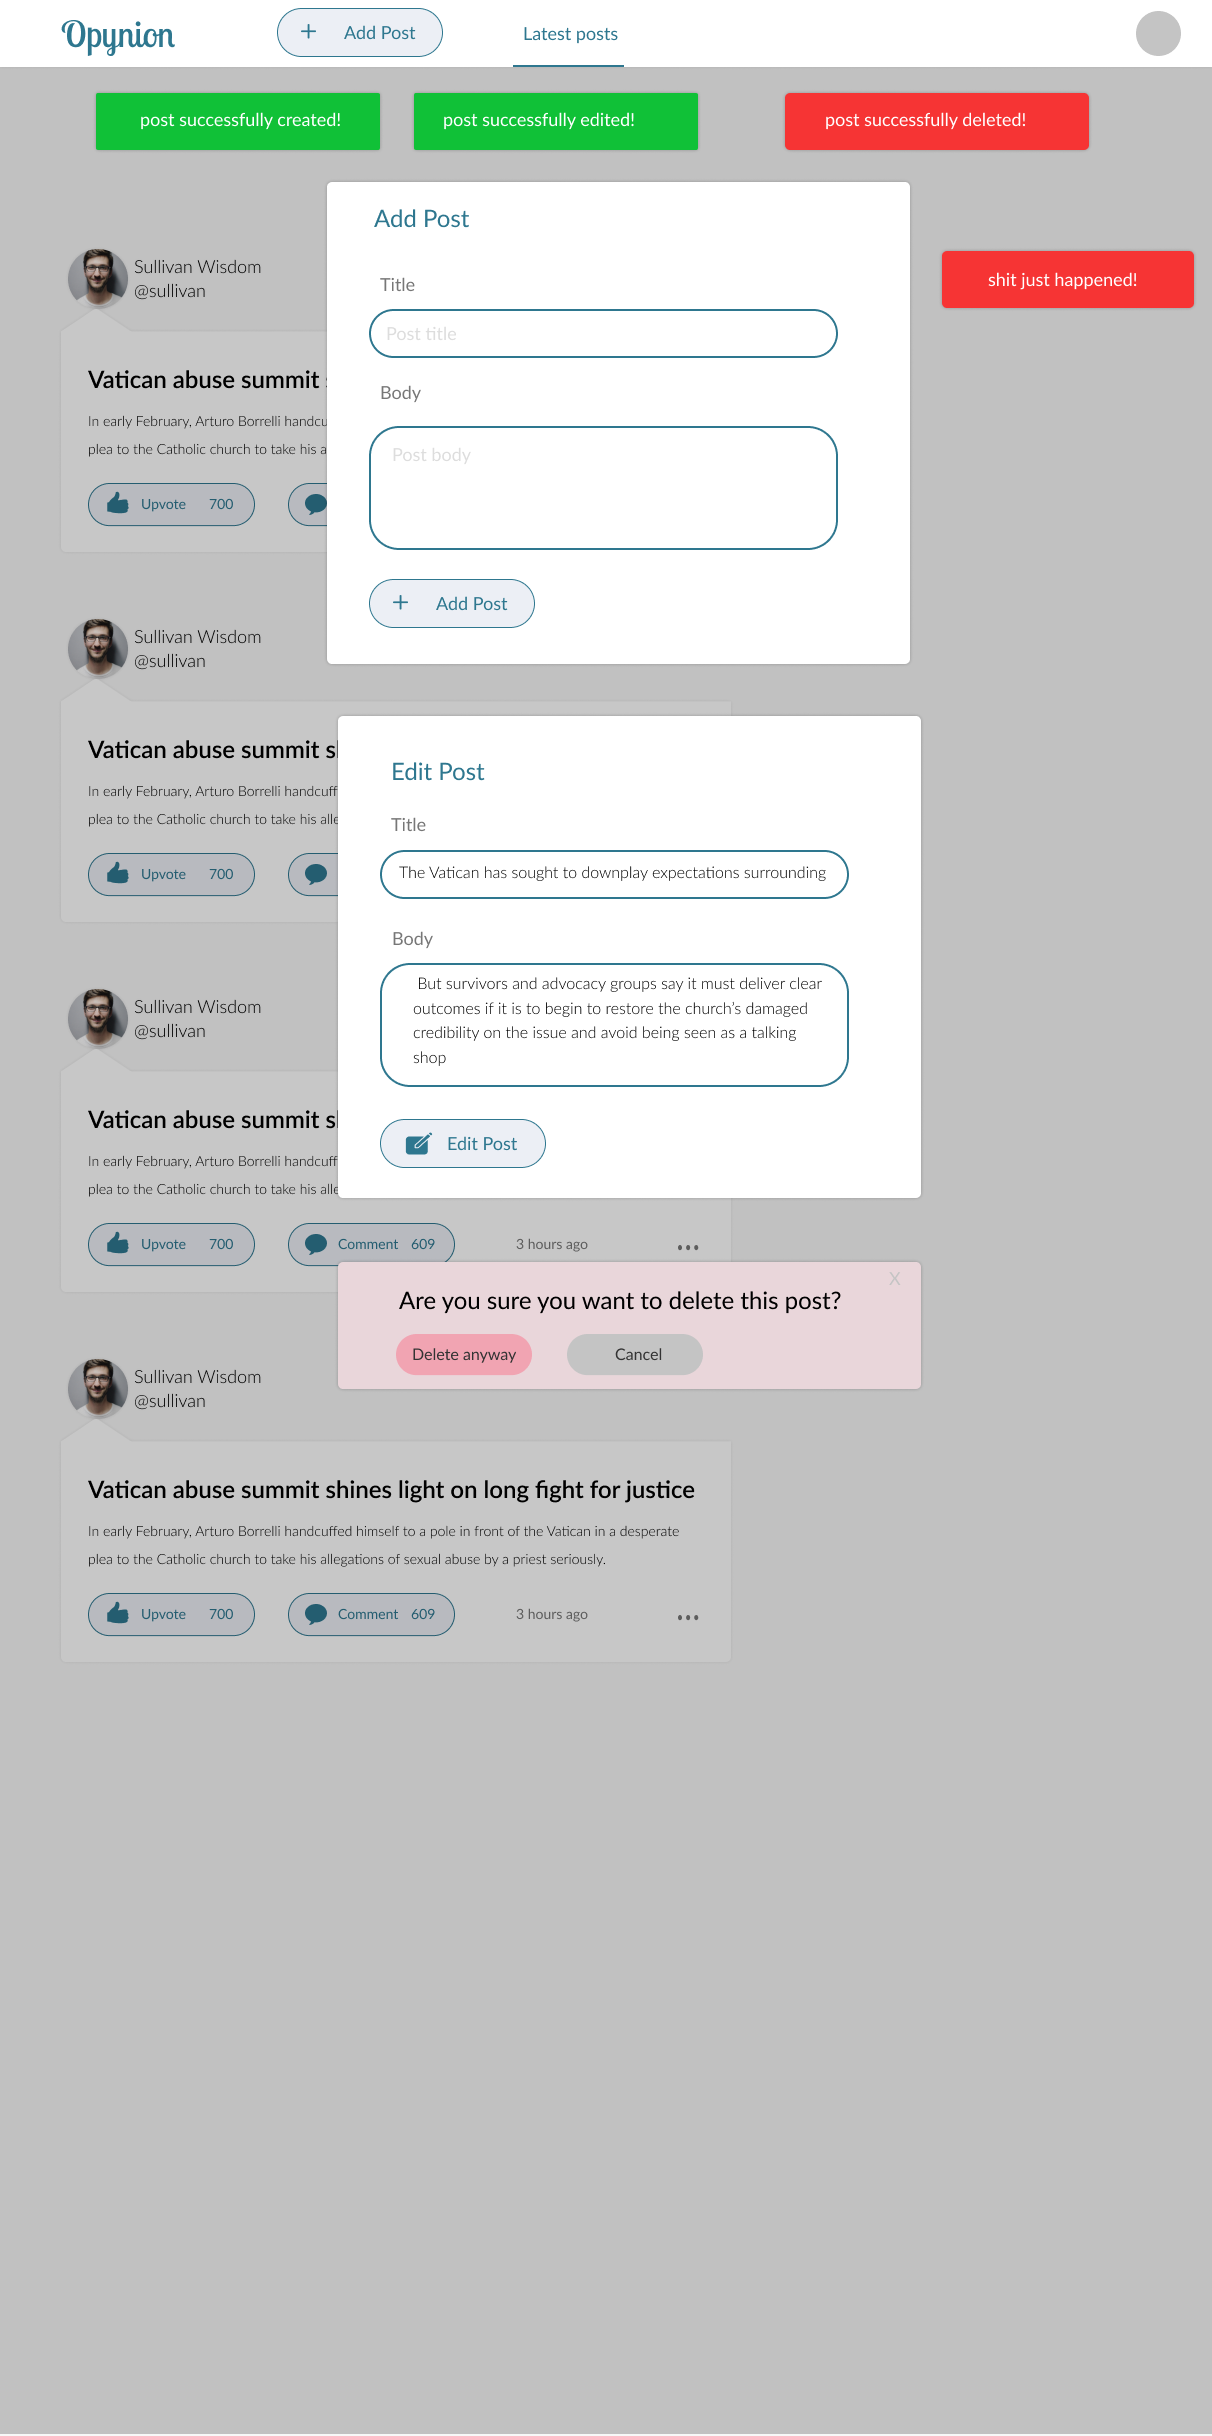 Opynion
+ Add Post
Latest posts
post successfully created!
post successfully edited!
post successfully deleted!
Add Post
Title
Post title
Body
Post body
+ Add Post
shit just happened!
Sullivan Wisdom
@sullivan
Vatican abuse summit
In early February, Arturo Borrelli
plea to the Catholic church to take his
Upvote 700
Sullivan Wisdom
@sullivan
Vatican abuse summit
In early February, Arturo Borrelli
plea to the Catholic church to take his
Upvote 700
Edit Post
Title
The Vatican has sought to downplay expectations surrounding
Body
But survivors and advocacy groups say it must deliver clear
outcomes if it is to begin to restore the church’s damaged
credibility on the issue and avoid being seen as a talking
shop
Edit Post
Sullivan Wisdom
@sullivan
Vatican abuse summit
In early February, Arturo Borrelli
plea to the Catholic church to take his
Upvote 700
Comment 609
3 hours ago
X
Are you sure you want to delete this post?
Delete anyway
Cancel
Sullivan Wisdom
@sullivan
Vatican abuse summit shines light on long fight for justice
In early February, Arturo Borrelli handcuffed himself to a pole in front of the Vatican in a desperate
plea to the Catholic church to take his allegations of sexual abuse by a priest seriously.
Upvote 700
Comment 609
3 hours ago